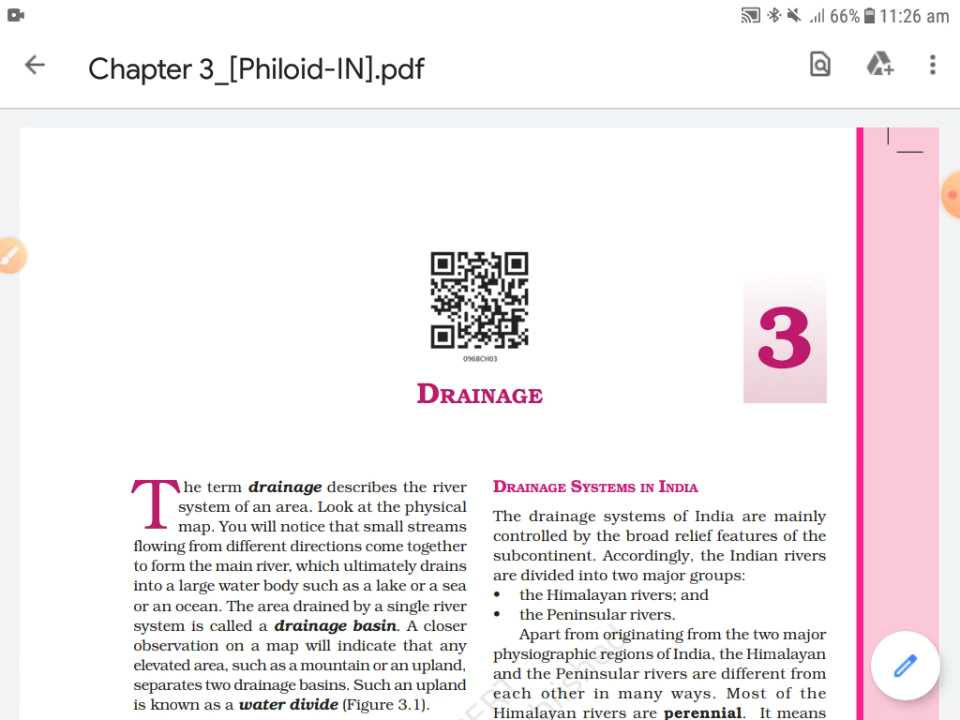 66% 11:26 am
Chapter 3_[Philoid-IN].pdf
0968CH03
3
DRAINAGE
The term drainage describes the river
system of an area. Look at the physical
map. You will notice that small streams
flowing from different directions come together
to form the main river, which ultimately drains
into a large water body such as a lake or a sea
or an ocean. The area drained by a single river
system is called a drainage basin. A closer
observation on a map will indicate that any
elevated area, such as a mountain or an upland,
separates two drainage basins. Such an upland
is known as a water divide (Figure 3.1).
DRAINAGE SYSTEMS IN INDIA
The drainage systems of India are mainly
controlled by the broad relief features of the
subcontinent. Accordingly, the Indian rivers
are divided into two major groups:
• the Himalayan rivers; and
• the Peninsular rivers.
Apart from originating from the two major
physiographic regions of India, the Himalayan
and the Peninsular rivers are different from
each other in many ways. Most of the
Himalayan rivers are perennial. It means